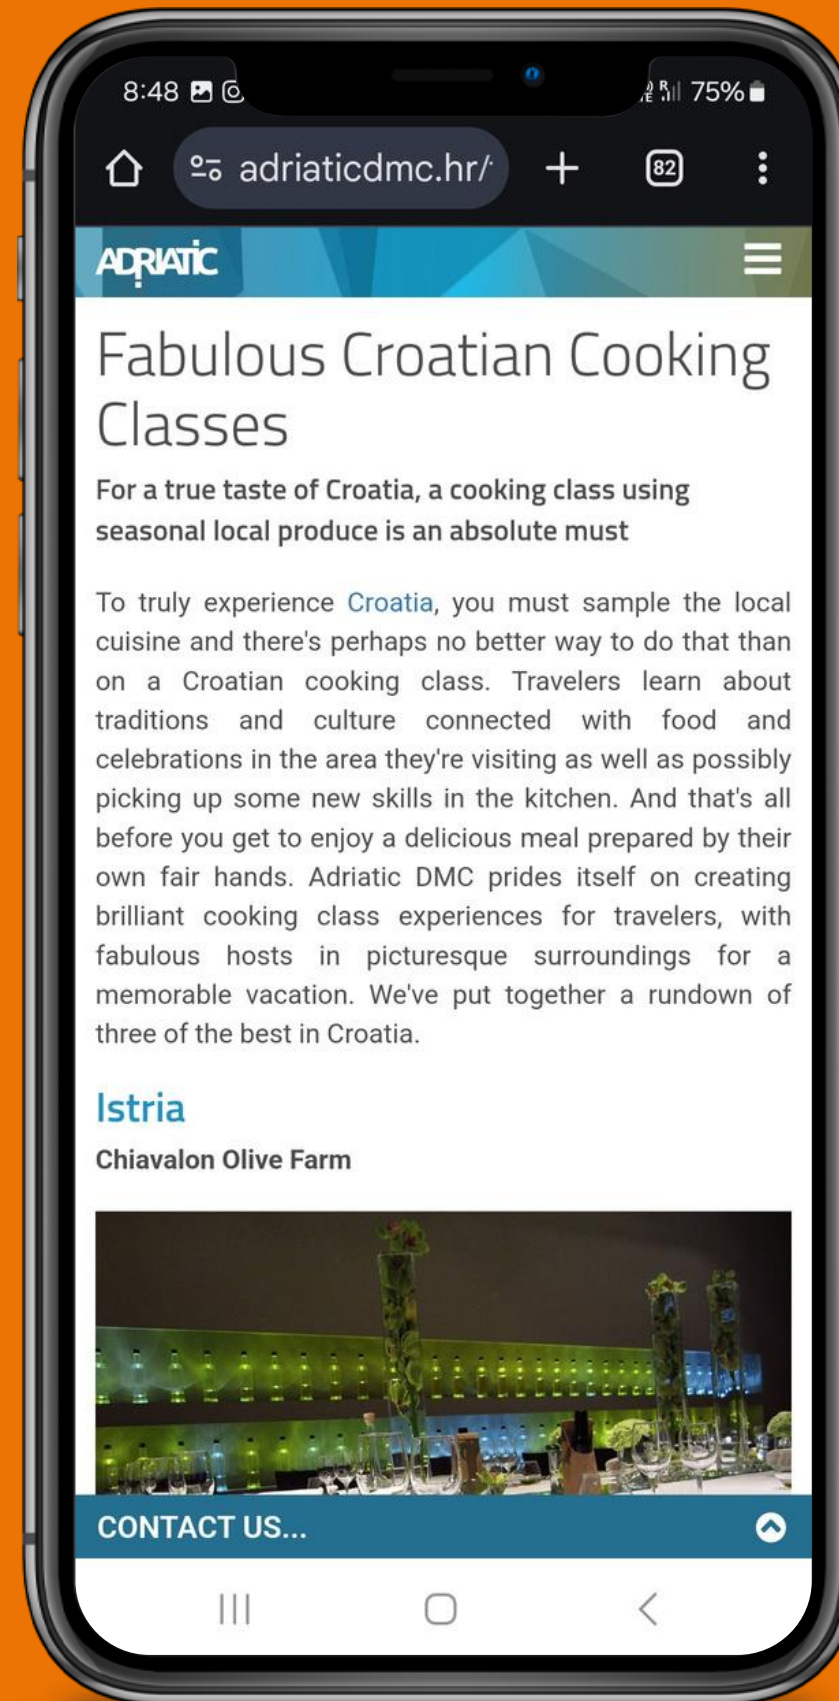 8:48
75%
adriaticdmc.hr/
82
ADRIATIC
Fabulous Croatian Cooking
Classes
For a true taste of Croatia, a cooking class using
seasonal local produce is an absolute must
To truly experience Croatia, you must sample the local
cuisine and there's perhaps no better way to do that than
on a Croatian cooking class. Travelers learn about
traditions and culture connected with food and
celebrations in the area they're visiting as well as possibly
picking up some new skills in the kitchen. And that's all
before you get to enjoy a delicious meal prepared by their
own fair hands. Adriatic DMC prides itself on creating
brilliant cooking class experiences for travelers, with
fabulous hosts in picturesque surroundings for a
memorable vacation. We've put together a rundown of
three of the best in Croatia.
Istria
Chiavalon Olive Farm
CONTACT US...